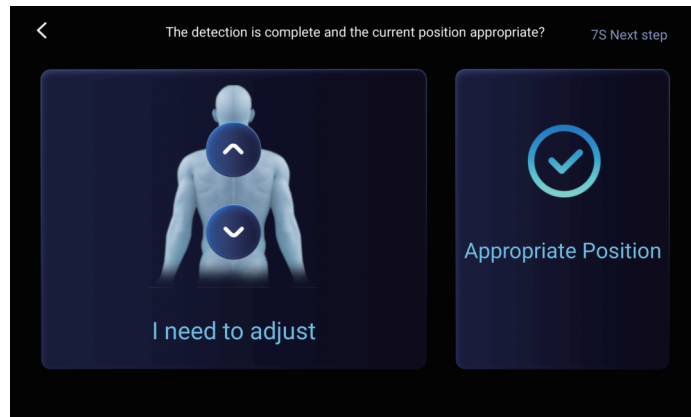 The detection is complete and the current position appropriate?
7S Next step
I need to adjust
Appropriate Position